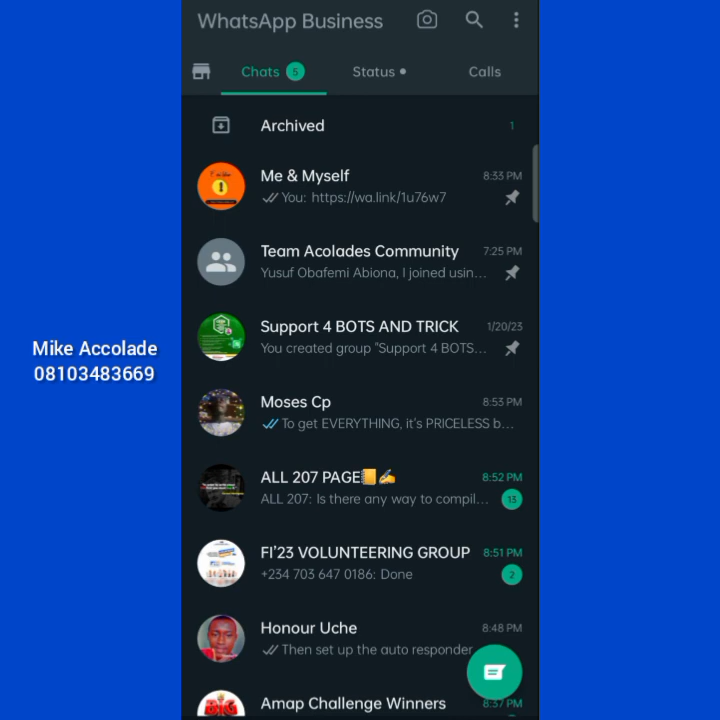 WhatsApp Business
Chats 5
Status
Calls
Archived 1
Me & Myself 8:33 PM
You: https://wa.link/1u76w7
Team Acolades Community 7:25 PM
Yusuf Obafemi Abiona, I joined usin...
Support 4 BOTS AND TRICK 1/20/23
You created group "Support 4 BOTS...
Moses Cp 8:53 PM
To get EVERYTHING, it's PRICELESS b...
ALL 207 PAGE📒✍️ 8:52 PM
ALL 207: Is there any way to compil... 13
FI'23 VOLUNTEERING GROUP 8:51 PM
+234 703 647 0186: Done 2
Honour Uche 8:48 PM
Then set up the auto responder
Amap Challenge Winners 8:37 PM
BIG
Mike Accolade
08103483669